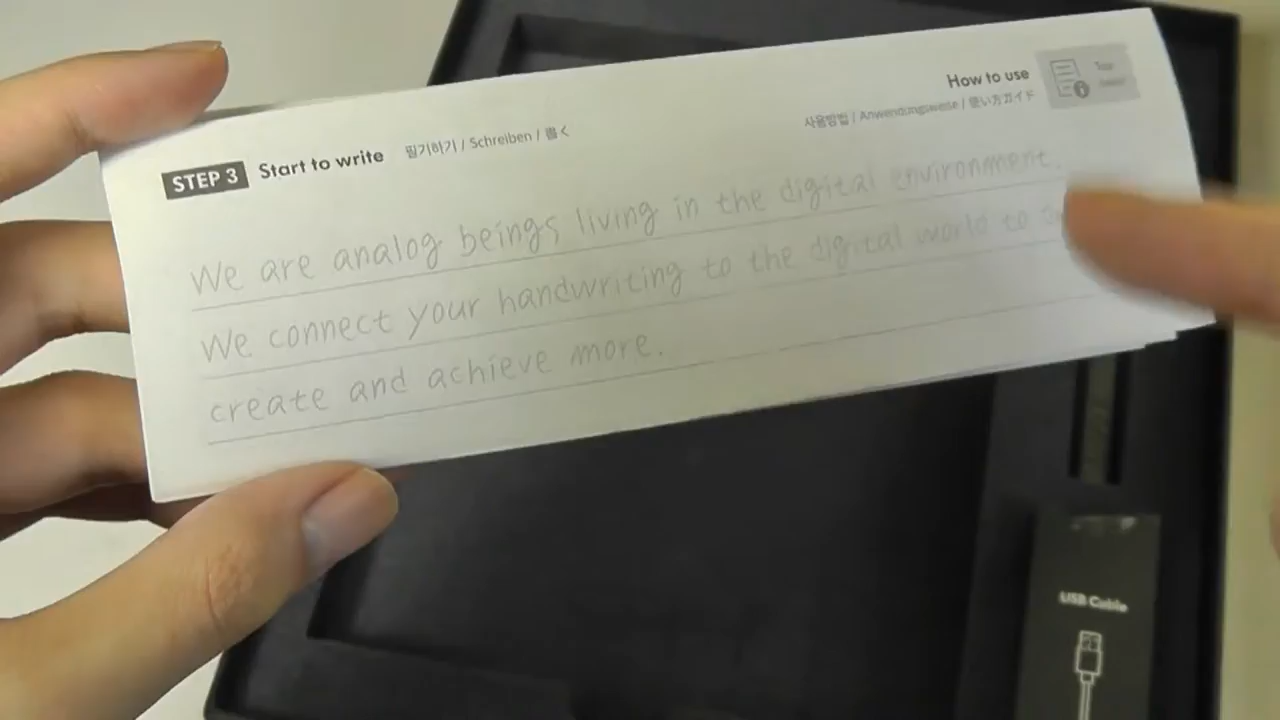 How to use
사용방법 / Anwendungsweise / 使い方ガイド
STEP 3 Start to write 필기하기 / Schreiben / 書く
We are analog beings living in the digital environment.
We connect your handwriting to the digital world to
create and achieve more.
USB Cable